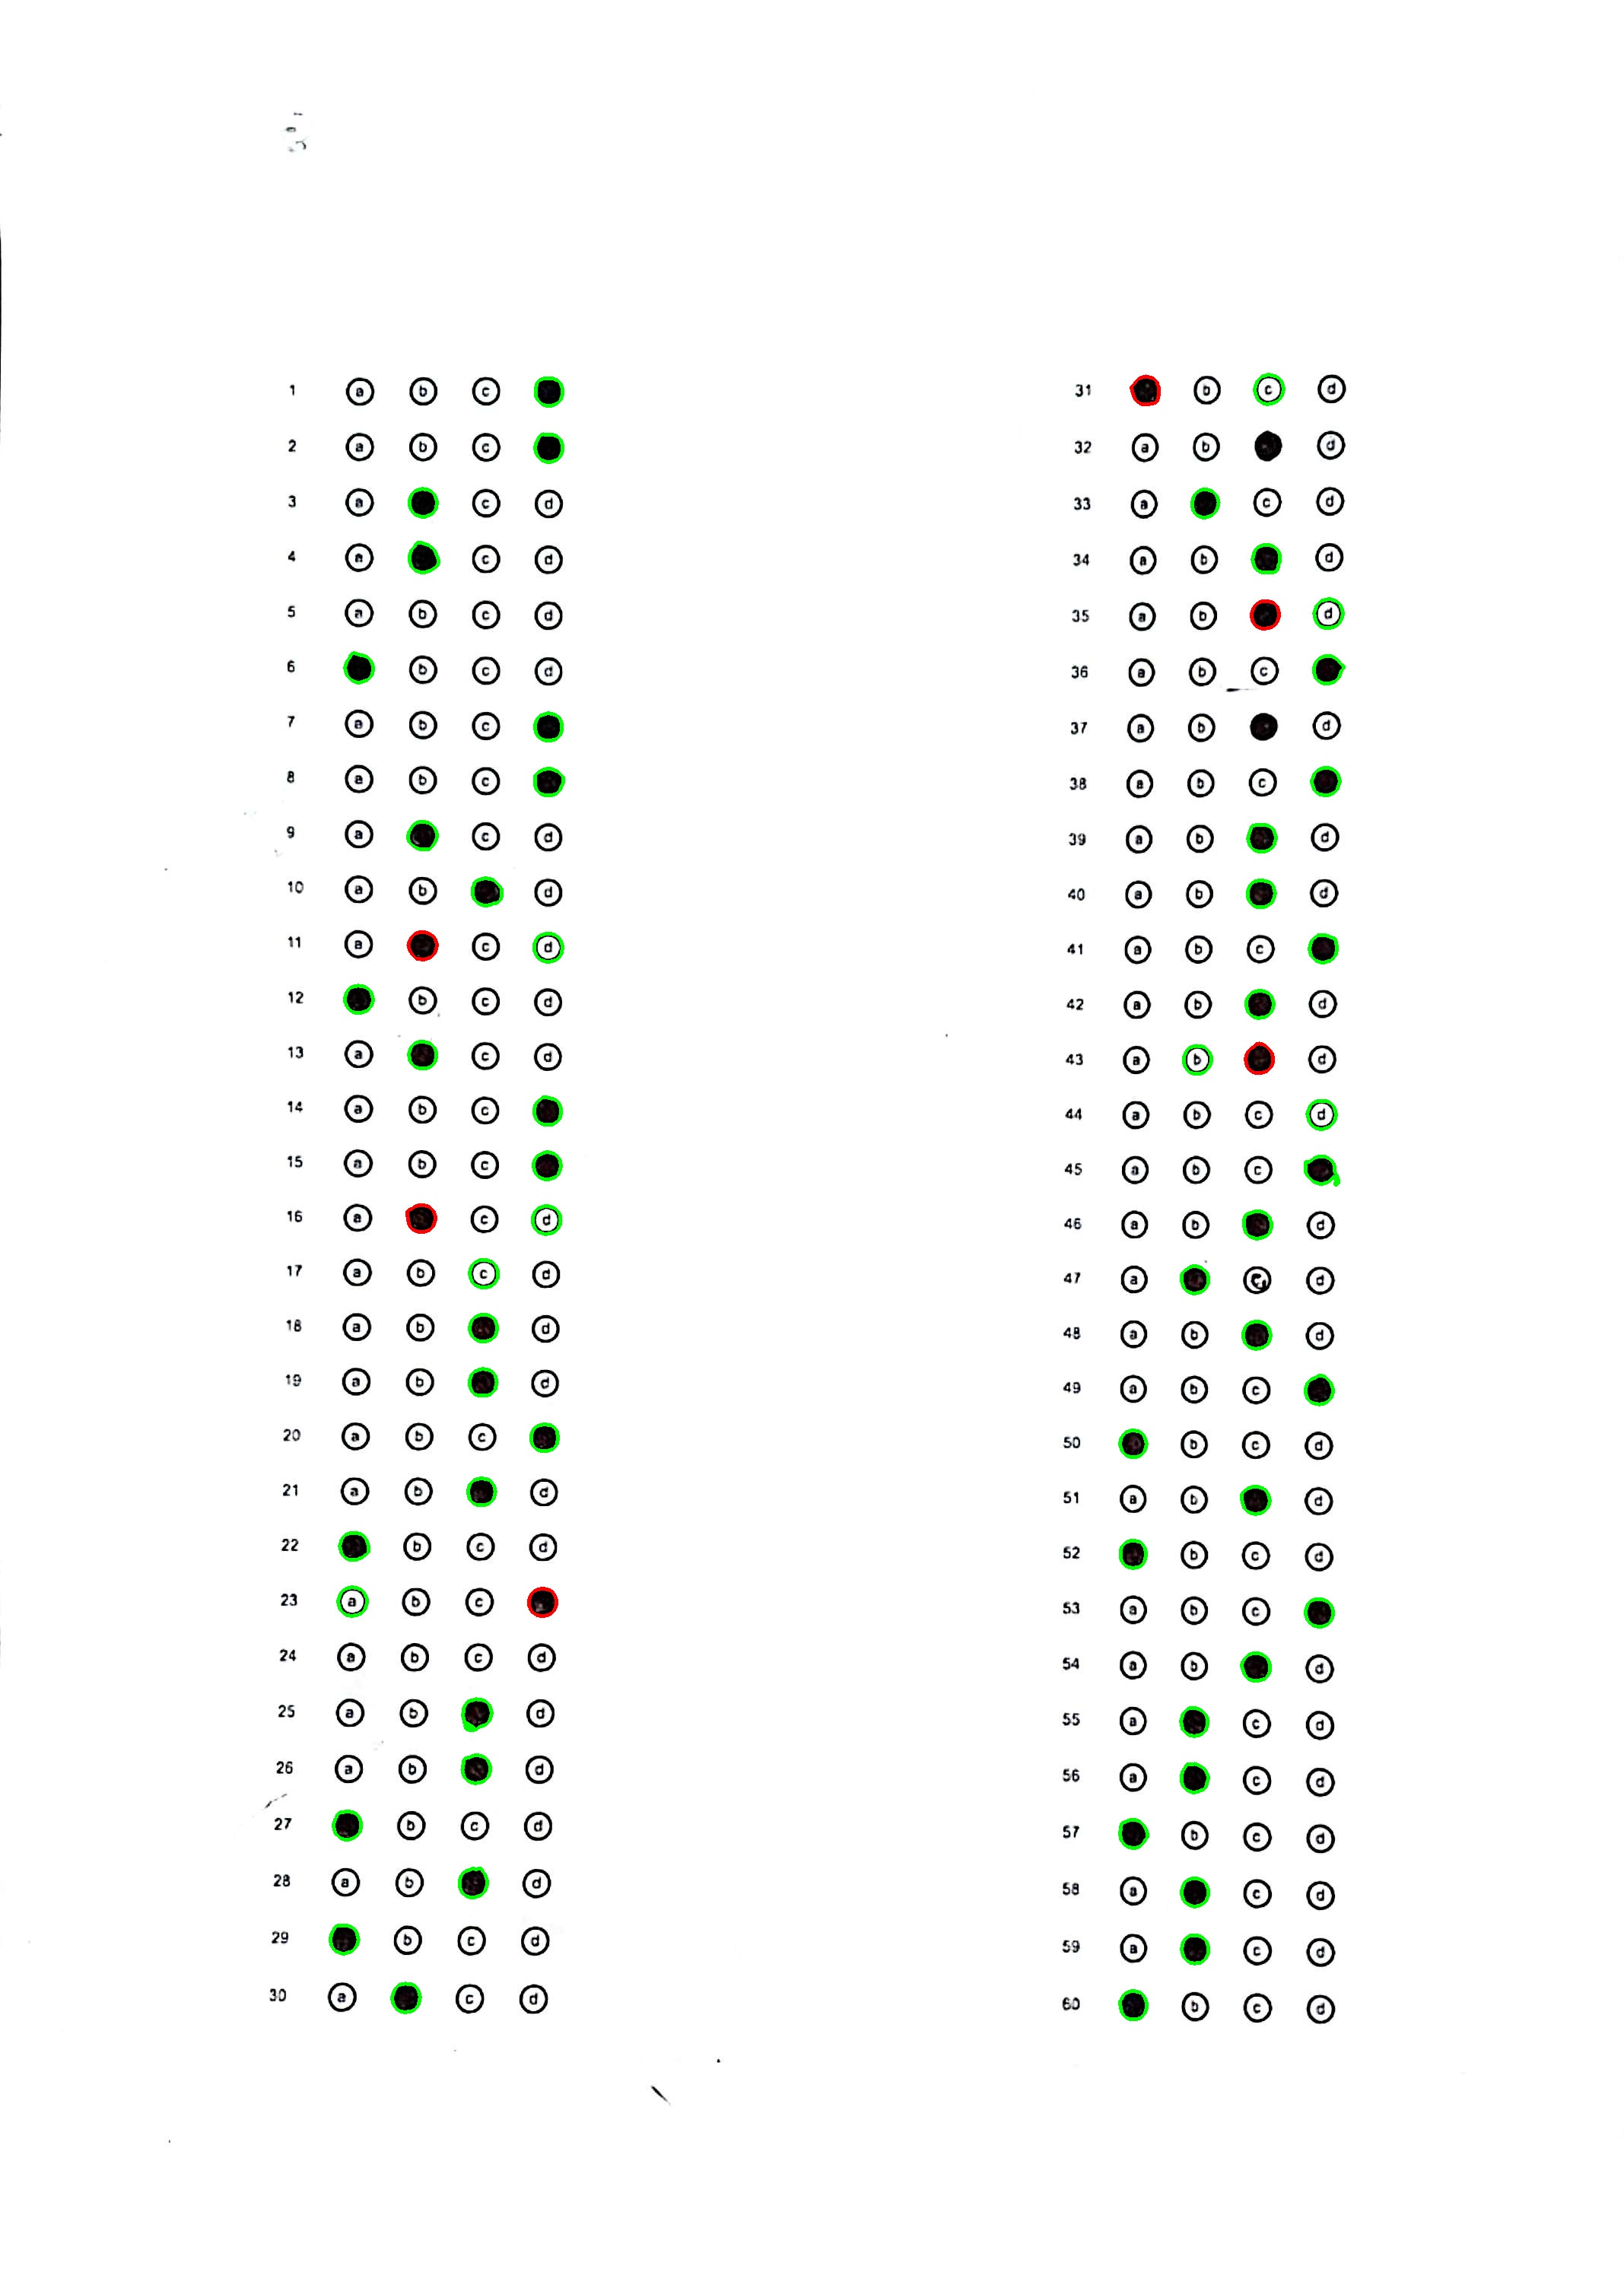 1 a b c
2 a b c
3 a c d
4 a c d
5 a b c d
6 b c d
7 a b c
8 a b c
9 a c d
10 a b d
11 a c d
12 b c d
13 a c d
14 a b c
15 a b c
16 a c d
17 a b c d
18 a b d
19 a b d
20 a b c
21 a b d
22 b c d
23 a b c
24 a b c d
25 a b d
26 a b d
27 b c d
28 a b d
29 b c d
30 a c d
31 b c d
32 a b d
33 a c d
34 a b d
35 a b d
36 a b c
37 a b d
38 a b c
39 a b d
40 a b d
41 a b c
42 a b d
43 a b d
44 a b c d
45 a b c
46 a b d
47 a c d
48 a b d
49 a b c
50 b c d
51 a b d
52 b c d
53 a b c
54 a b d
55 a c d
56 a c d
57 b c d
58 a c d
59 a c d
60 b c d